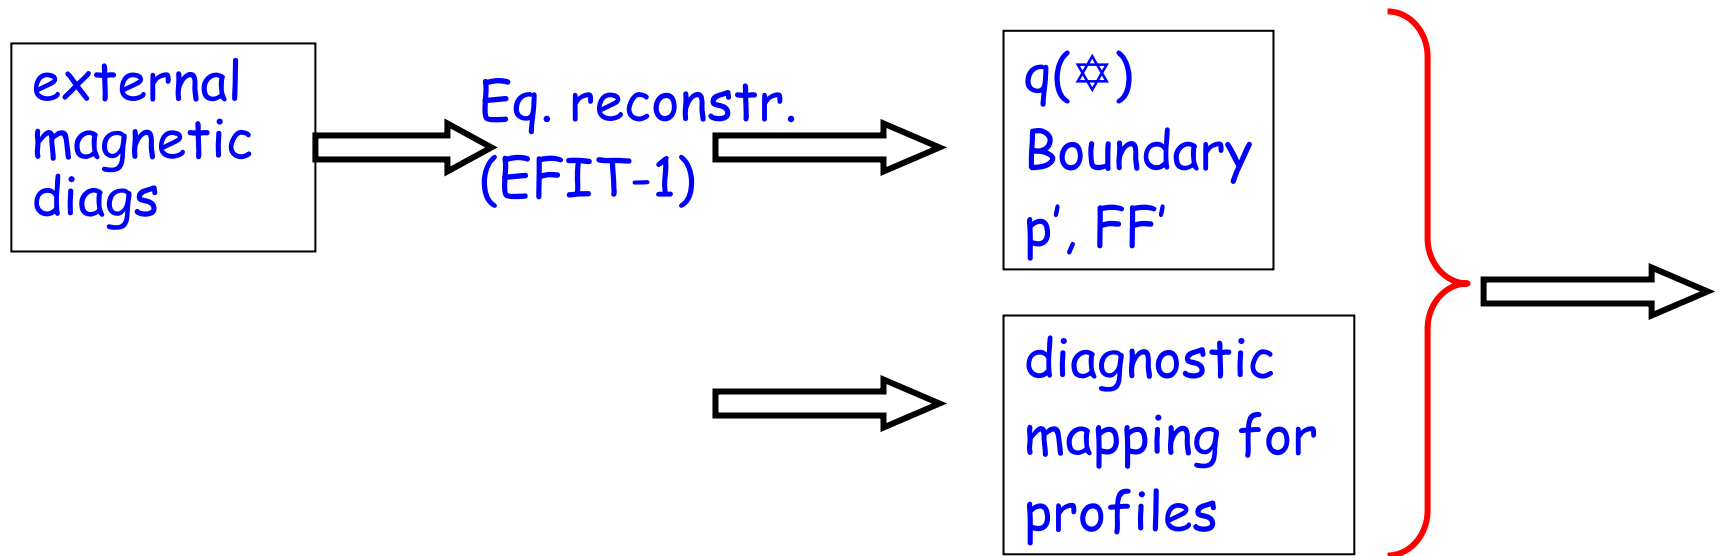 external
magnetic
diags
Eq. reconstr.
(EFIT-1)
q(✡)
Boundary
p', FF'
diagnostic
mapping for
profiles